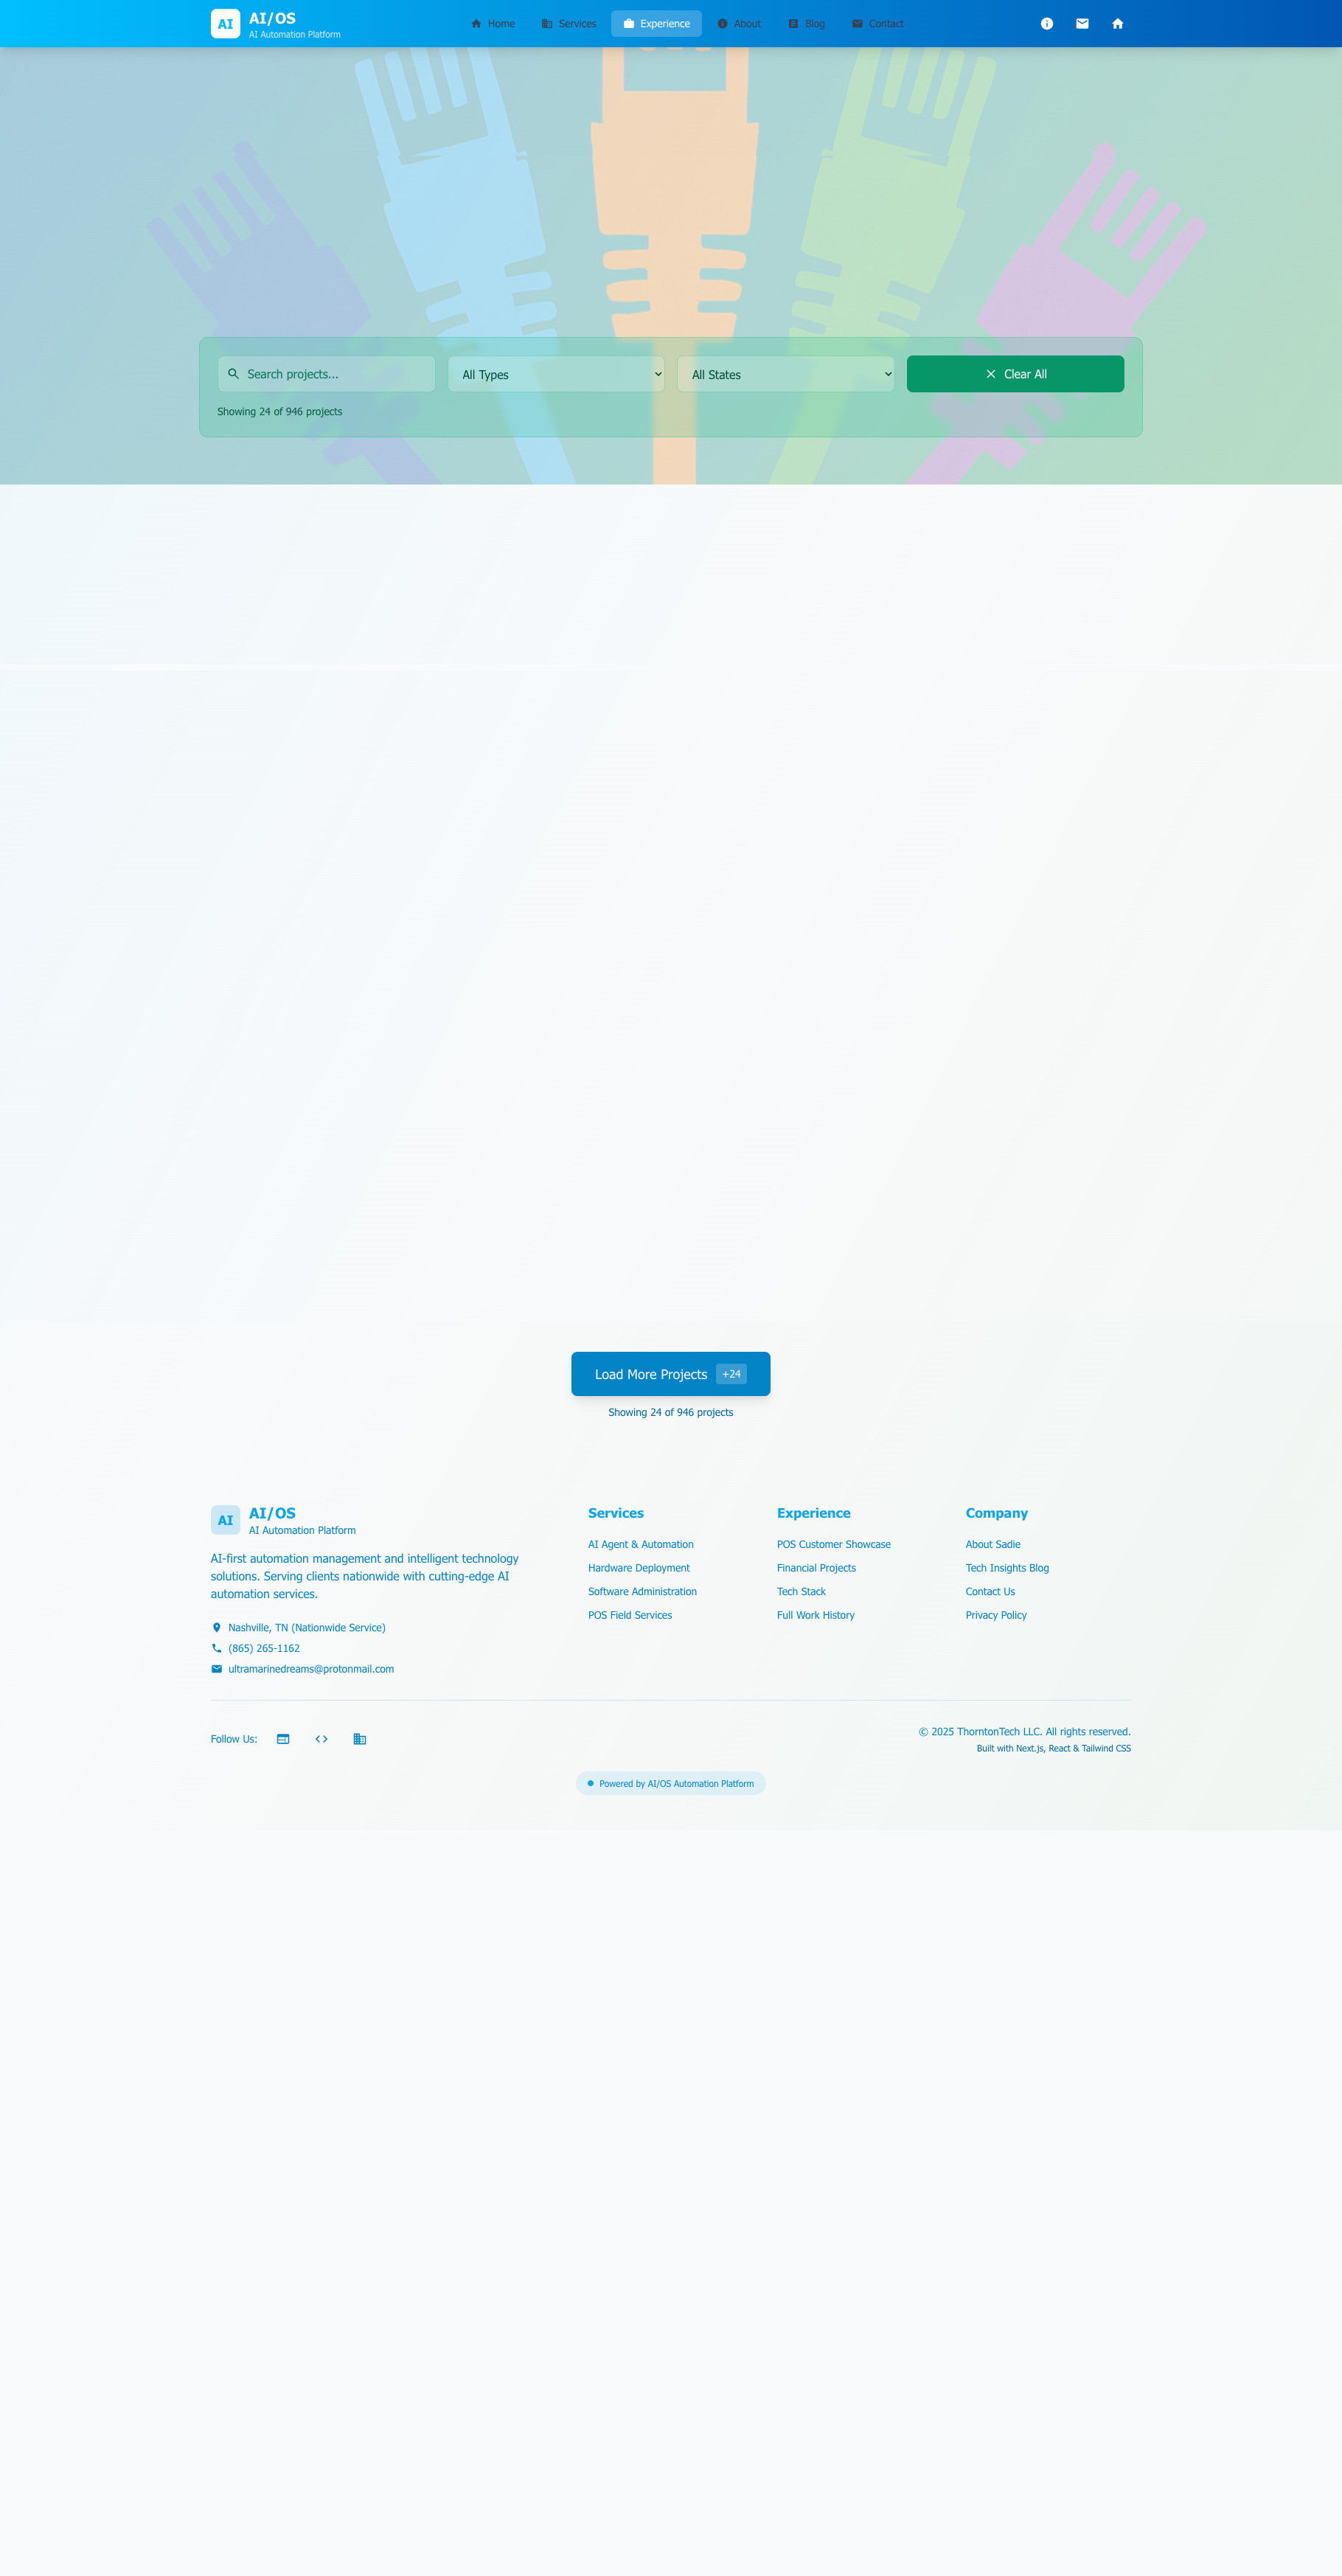 AI
AI/OS
AI Automation Platform
Home
Services
Experience
About
Blog
Contact
Search projects...
All Types
All States
Clear All
Showing 24 of 946 projects
Load More Projects +24
Showing 24 of 946 projects
AI
AI/OS
AI Automation Platform
AI-first automation management and intelligent technology
solutions. Serving clients nationwide with cutting-edge AI
automation services.
Nashville, TN (Nationwide Service)
(865) 265-1162
ultramarinedreams@protonmail.com
Services
AI Agent & Automation
Hardware Deployment
Software Administration
POS Field Services
Experience
POS Customer Showcase
Financial Projects
Tech Stack
Full Work History
Company
About Sadie
Tech Insights Blog
Contact Us
Privacy Policy
Follow Us:
© 2025 ThorntonTech LLC. All rights reserved.
Built with Next.js, React & Tailwind CSS
Powered by AI/OS Automation Platform